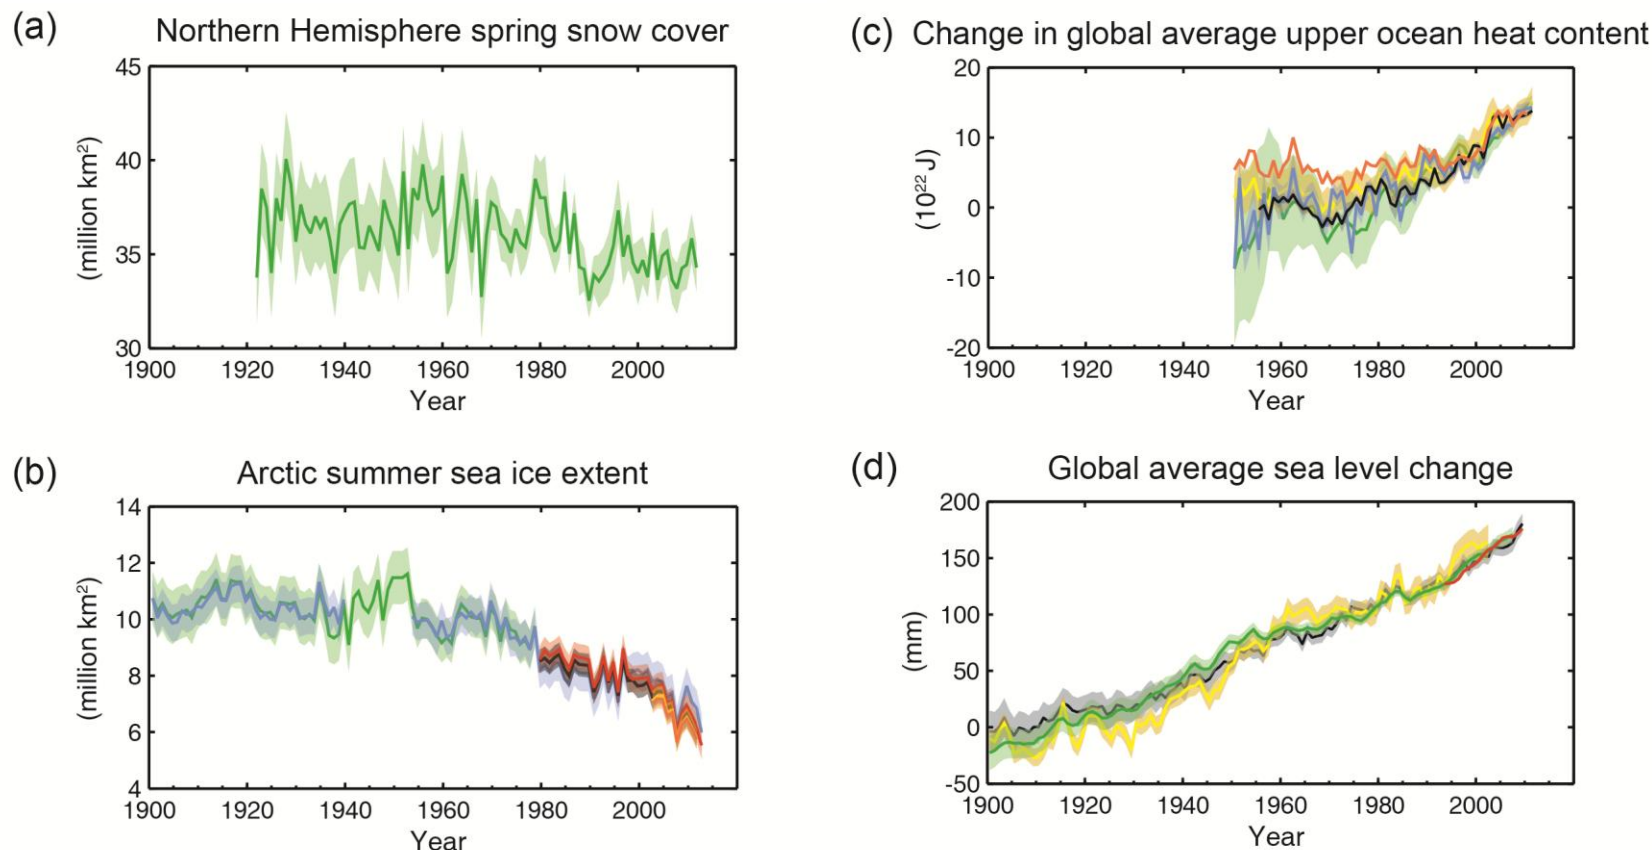 (a) Northern Hemisphere spring snow cover
45
40
35
30
(million km²)
1900 1920 1940 1960 1980 2000
Year
(b) Arctic summer sea ice extent
14
12
10
8
6
4
(million km²)
1900 1920 1940 1960 1980 2000
Year
(c) Change in global average upper ocean heat content
20
10
0
-10
-20
(10²² J)
1900 1920 1940 1960 1980 2000
Year
(d) Global average sea level change
200
150
100
50
0
-50
(mm)
1900 1920 1940 1960 1980 2000
Year